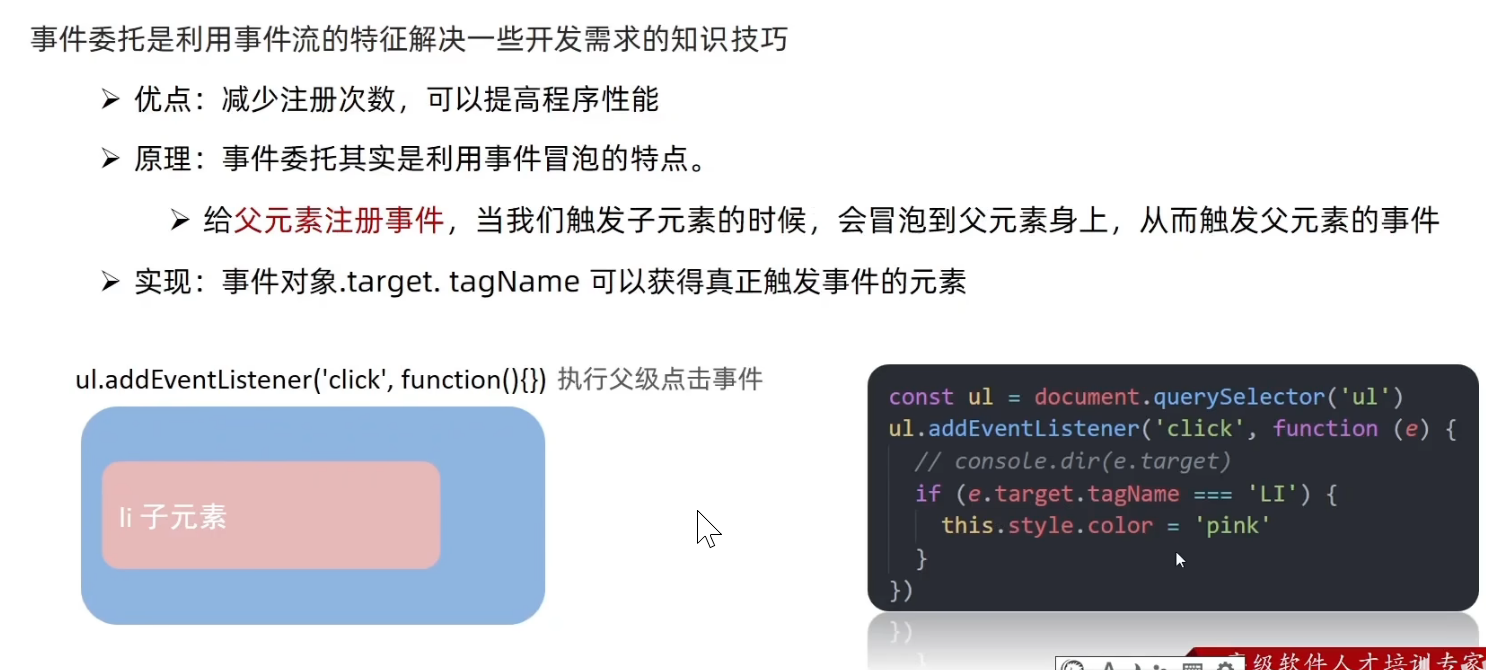 事件委托是利用事件流的特征解决一些开发需求的知识技巧
优点：减少注册次数，可以提高程序性能
原理：事件委托其实是利用事件冒泡的特点。
给父元素注册事件，当我们触发子元素的时候，会冒泡到父元素身上，从而触发父元素的事件
实现：事件对象.target. tagName 可以获得真正触发事件的元素
ul.addEventListener('click', function(){}) 执行父级点击事件
li 子元素
const ul = document.querySelector('ul')
ul.addEventListener('click', function (e) {
// console.dir(e.target)
if (e.target.tagName === 'LI') {
this.style.color = 'pink'
}
})
})
级软件人才培训专家